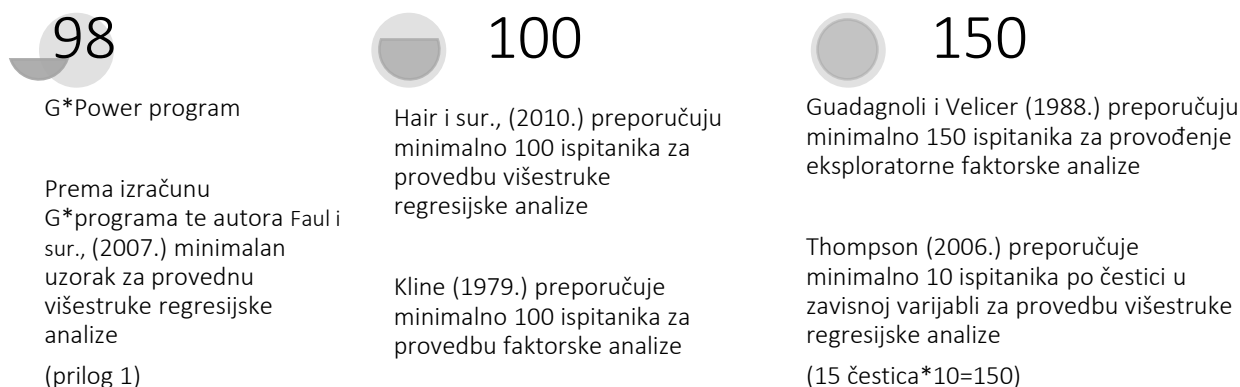 98
G*Power program
Prema izračunu
G*programa te autora Faul i
sur., (2007.) minimalan
uzorak za provednu
višestruke regresijske
analize
(prilog 1)
100
Hair i sur., (2010.) preporučuju
minimalno 100 ispitanika za
provedbu višestruke
regresijske analize
Kline (1979.) preporučuje
minimalno 100 ispitanika za
provedbu faktorske analize
150
Guadagnoli i Velicer (1988.) preporučuju
minimalno 150 ispitanika za provođenje
eksploratorne faktorske analize
Thompson (2006.) preporučuje
minimalno 10 ispitanika po čestici u
zavisnoj varijabli za provedbu višestruke
regresijske analize
(15 čestica*10=150)